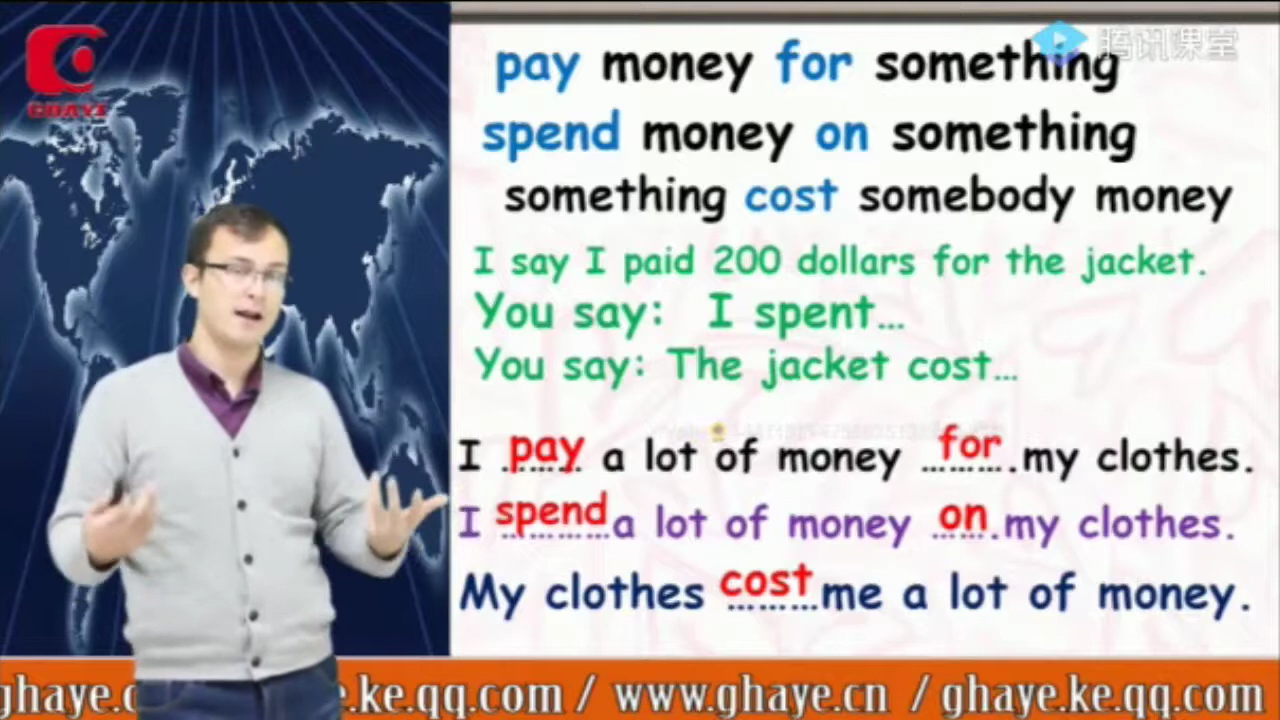 GHAYE
腾讯课堂
pay money for something
spend money on something
something cost somebody money
I say I paid 200 dollars for the jacket.
You say: I spent...
You say: The jacket cost...
I pay a lot of money for my clothes.
I spend a lot of money on my clothes.
My clothes cost me a lot of money.
ghaye.c e.ke.qq.com / www.ghaye.cn / ghaye.ke.qq.com